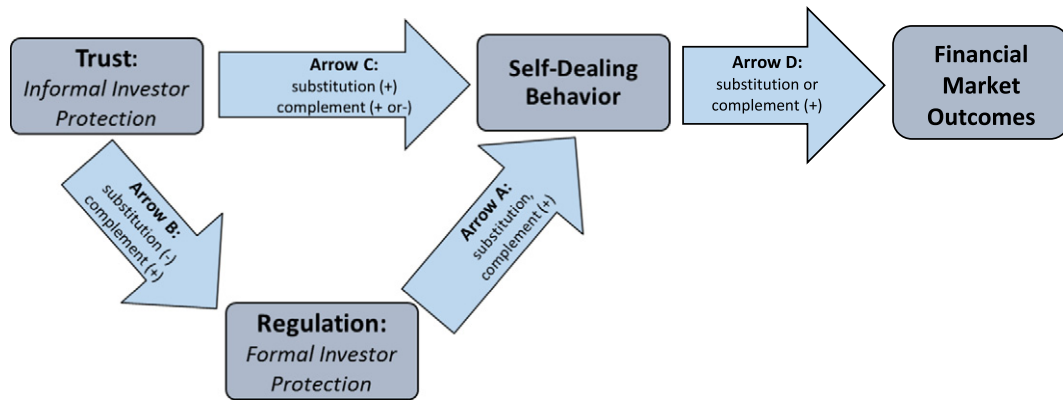 Trust:
Informal Investor
Protection
Arrow C:
substitution (+)
complement (+ or-)
Self-Dealing
Behavior
Arrow D:
substitution or
complement (+)
Financial
Market
Outcomes
Arrow B:
substitution (-)
complement (+)
Arrow A:
substitution,
complement (+)
Regulation:
Formal Investor
Protection